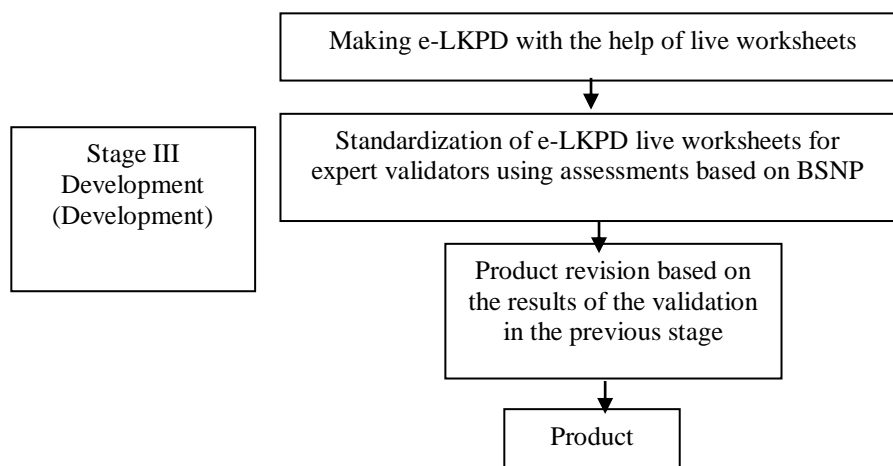 Making e-LKPD with the help of live worksheets
Stage III
Development
(Development)
Standardization of e-LKPD live worksheets for
expert validators using assessments based on BSNP
Product revision based on
the results of the validation
in the previous stage
Product